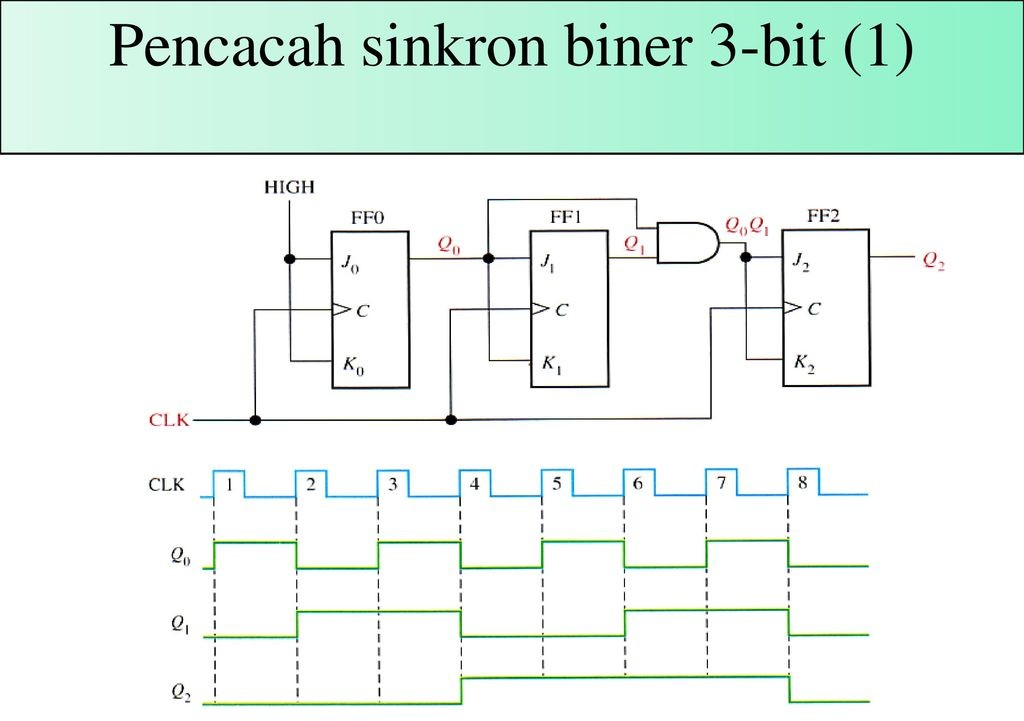 Pencacah sinkron biner 3-bit (1)
HIGH
FF0 FF1 FF2
Q0 Q1 Q0Q1
J0 J1 J2 Q2
C C C
K0 K1 K2
CLK
CLK 1 2 3 4 5 6 7 8
Q0
Q1
Q2